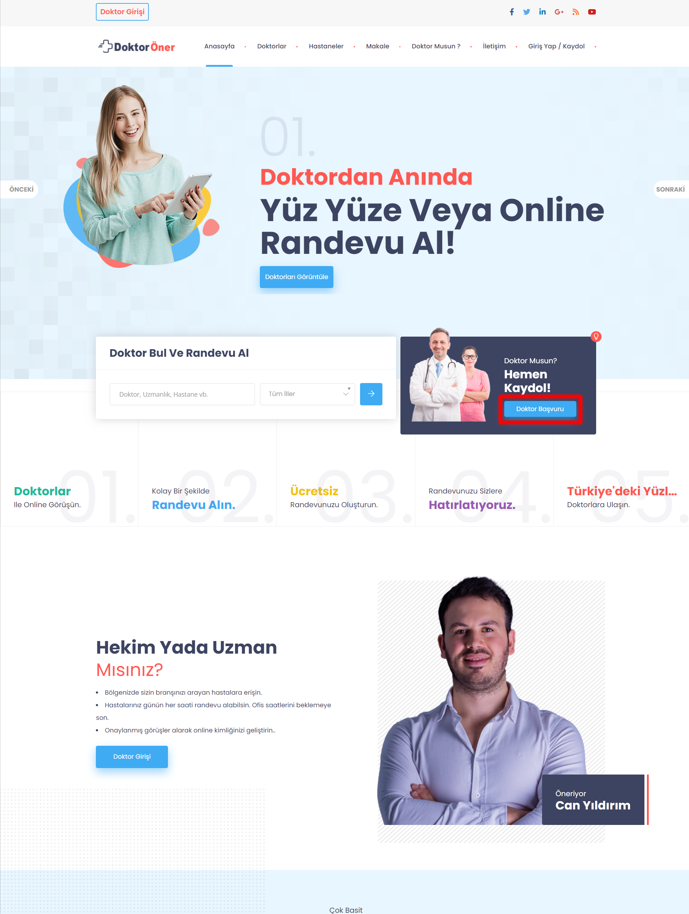 Doktor Girişi
DoktorÖner
Anasayfa
Doktorlar
Hastaneler
Makale
Doktor Musun ?
İletişim
Giriş Yap / Kaydol
ÖNCEKİ
SONRAKİ
01.
Doktordan Anında
Yüz Yüze Veya Online
Randevu Al!
Doktorları Görüntüle
Doktor Bul Ve Randevu Al
Doktor, Uzmanlık, Hastane vb.
Tüm İller
Doktor Musun?
Hemen
Kaydol!
Doktor Başvuru
01.
Doktorlar
İle Online Görüşün.
02.
Kolay Bir Şekilde
Randevu Alın.
03.
Ücretsiz
Randevunuzu Oluşturun.
04.
Randevunuzu Sizlere
Hatırlatıyoruz.
05.
Türkiye'deki Yüzl...
Doktorlara Ulaşın.
Hekim Yada Uzman
Mısınız?
Bölgenizde sizin branşınızı arayan hastalara erişin.
Hastalarınız günün her saati randevu alabilsin. Ofis saatlerini beklemeye
son.
Onaylanmış görüşler alarak online kimliğinizi geliştirin..
Doktor Girişi
Öneriyor
Can Yıldırım
Çok Basit